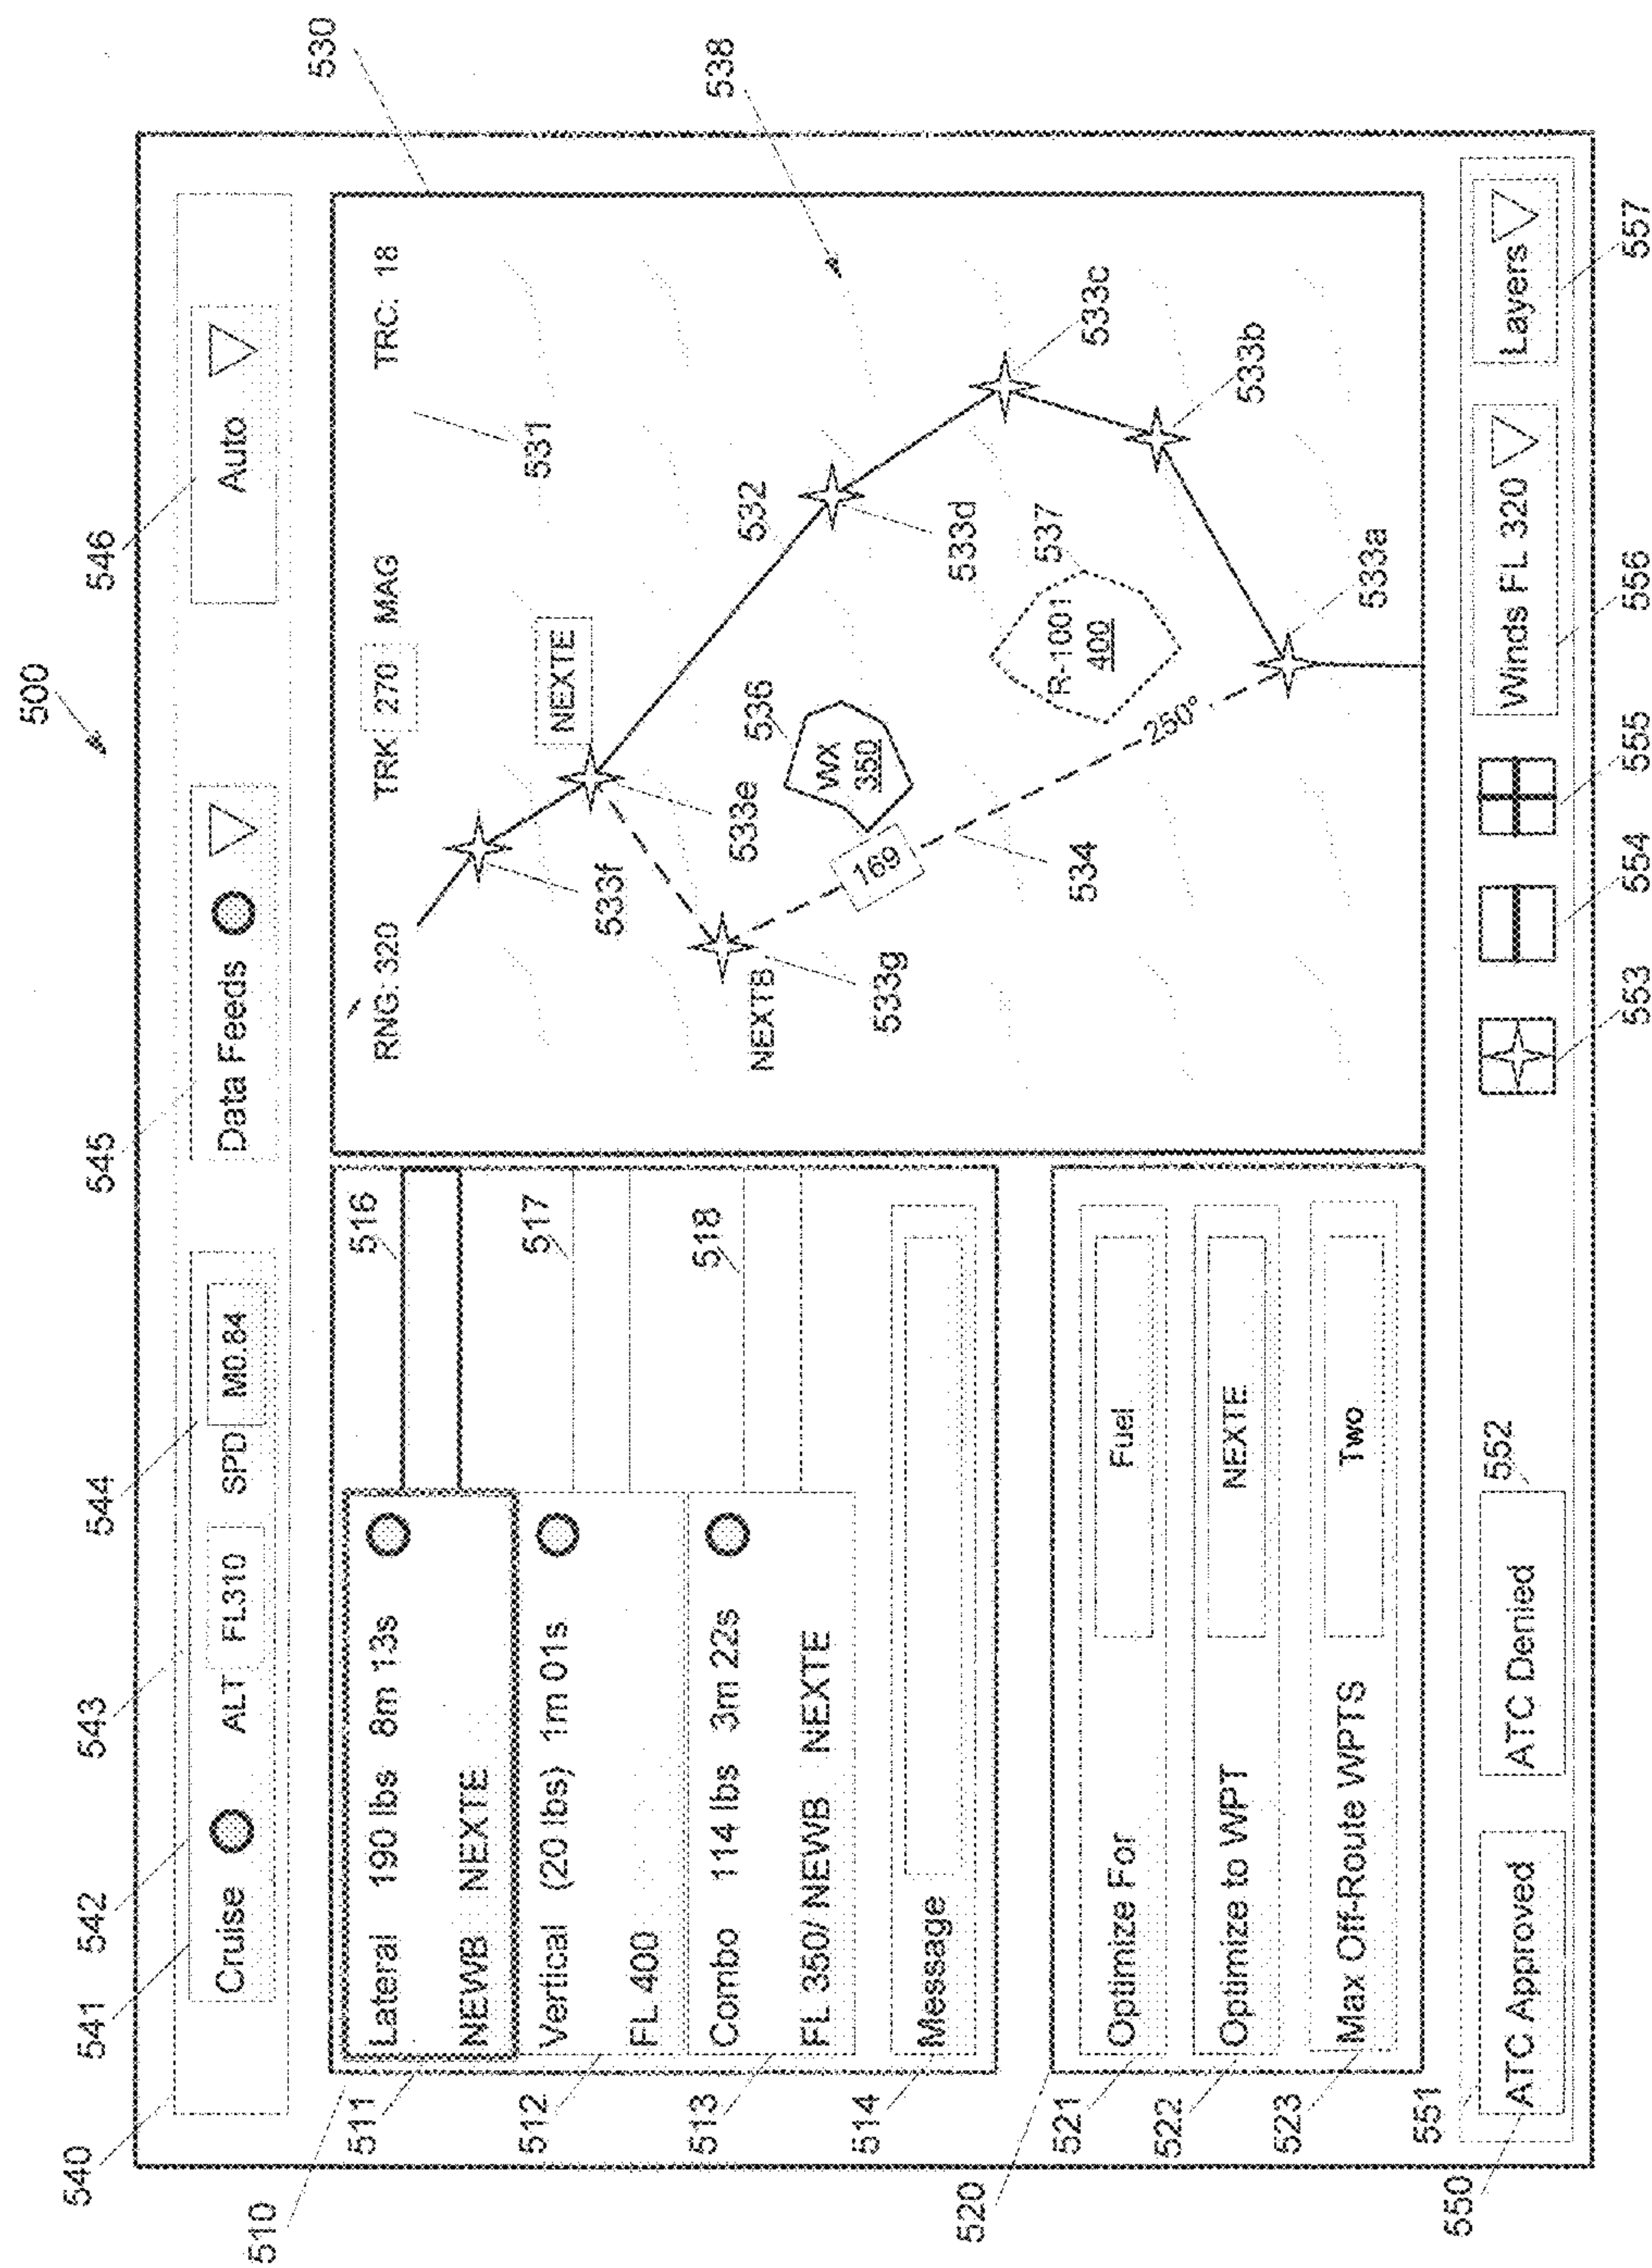 500
540
541
542
543
544
545
546
530
Cruise ALT FL310 SPD M0.84
Data Feeds
Auto
510
511
Lateral 190 lbs 8m 13s
NEWB NEXTE
516
512
Vertical (20 lbs) 1m 01s
FL 400
517
513
Combo 114 lbs 3m 22s
FL 350/ NEWB NEXTE
518
514
Message
520
521
Optimize For Fuel
522
Optimize to WPT NEXTE
523
Max Off-Route WPTS Two
RNG: 320 TRK 270 MAG TRC: 18
531
533f
NEXTE
533e
532
538
NEXTB
533g
536
WX
350
169
533d
533c
534
537
R-1001
400
250°
533b
533a
551
550
ATC Approved
ATC Denied
552
Winds FL 320
Layers
553
554
555
556
557